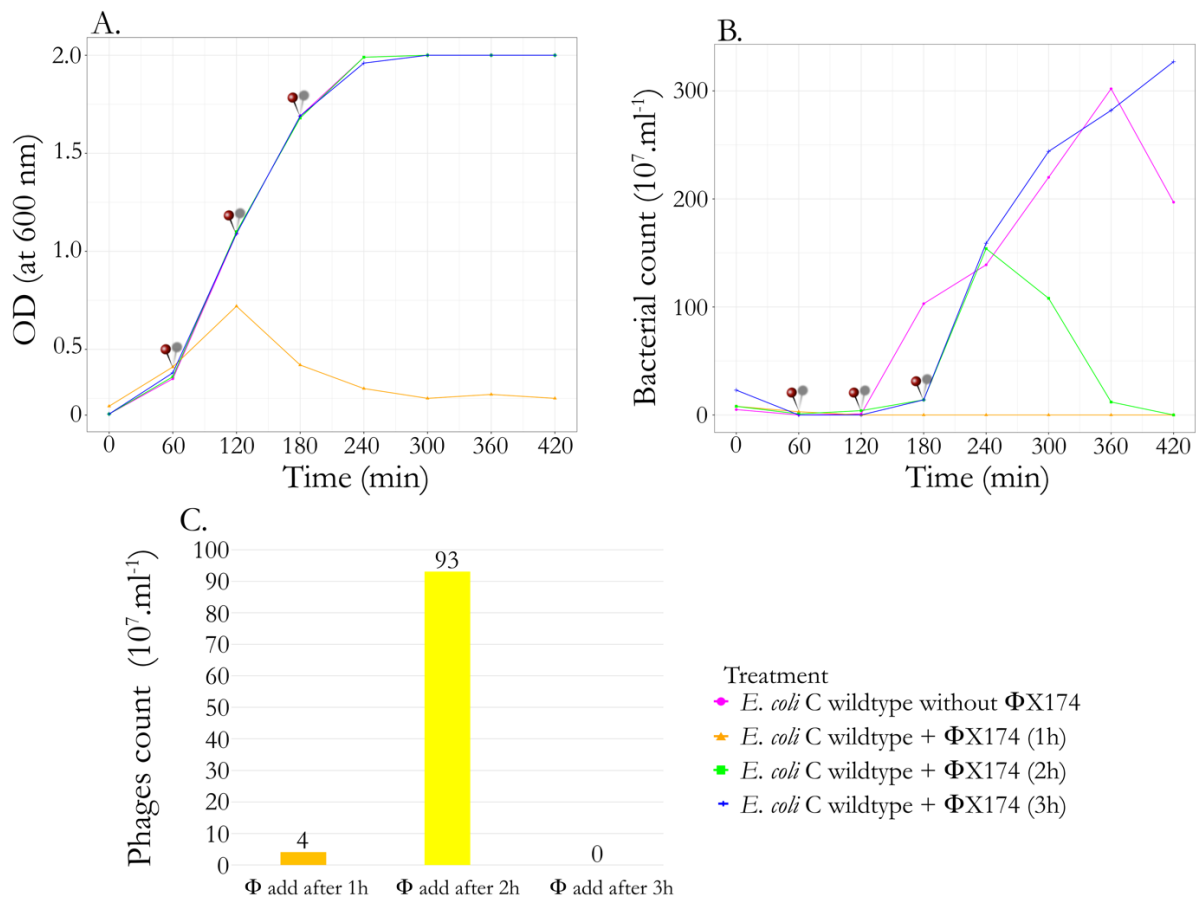 A.
OD (at 600 nm)
2.0
1.5
1.0
0.5
0
0 60 120 180 240 300 360 420
Time (min)
B.
Bacterial count (10⁷.ml⁻¹)
300
200
100
0
0 60 120 180 240 300 360 420
Time (min)
C.
Phages count (10⁷.ml⁻¹)
100
90
80
70
60
50
40
30
20
10
0
4
93
0
Φ add after 1h Φ add after 2h Φ add after 3h
Treatment
E. coli C wildtype without ΦX174
E. coli C wildtype + ΦX174 (1h)
E. coli C wildtype + ΦX174 (2h)
E. coli C wildtype + ΦX174 (3h)